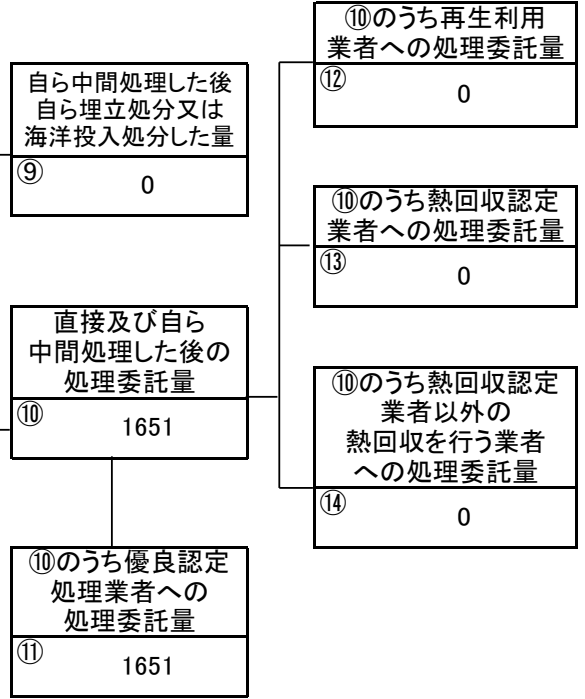 自ら中間処理した後
自ら埋立処分又は
海洋投入処分した量
⑨
0
直接及び自ら
中間処理した後の
処理委託量
⑩
1651
⑩のうち優良認定
処理業者への
処理委託量
⑪
1651
⑩のうち再生利用
業者への処理委託量
⑫
0
⑩のうち熱回収認定
業者への処理委託量
⑬
0
⑩のうち熱回収認定
業者以外の
熱回収を行う業者
への処理委託量
⑭
0